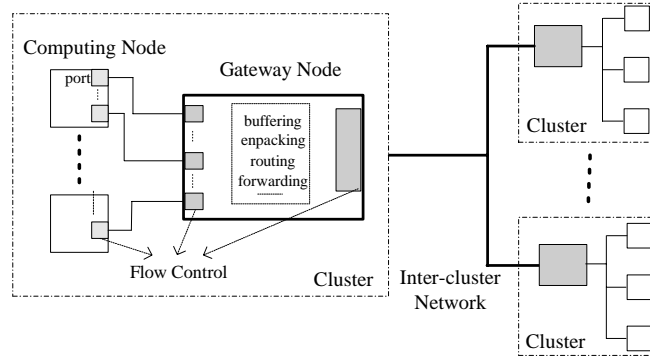 Computing Node
port
Gateway Node
buffering
enpacking
routing
forwarding
Flow Control
Cluster
Inter-cluster
Network
Cluster
Cluster